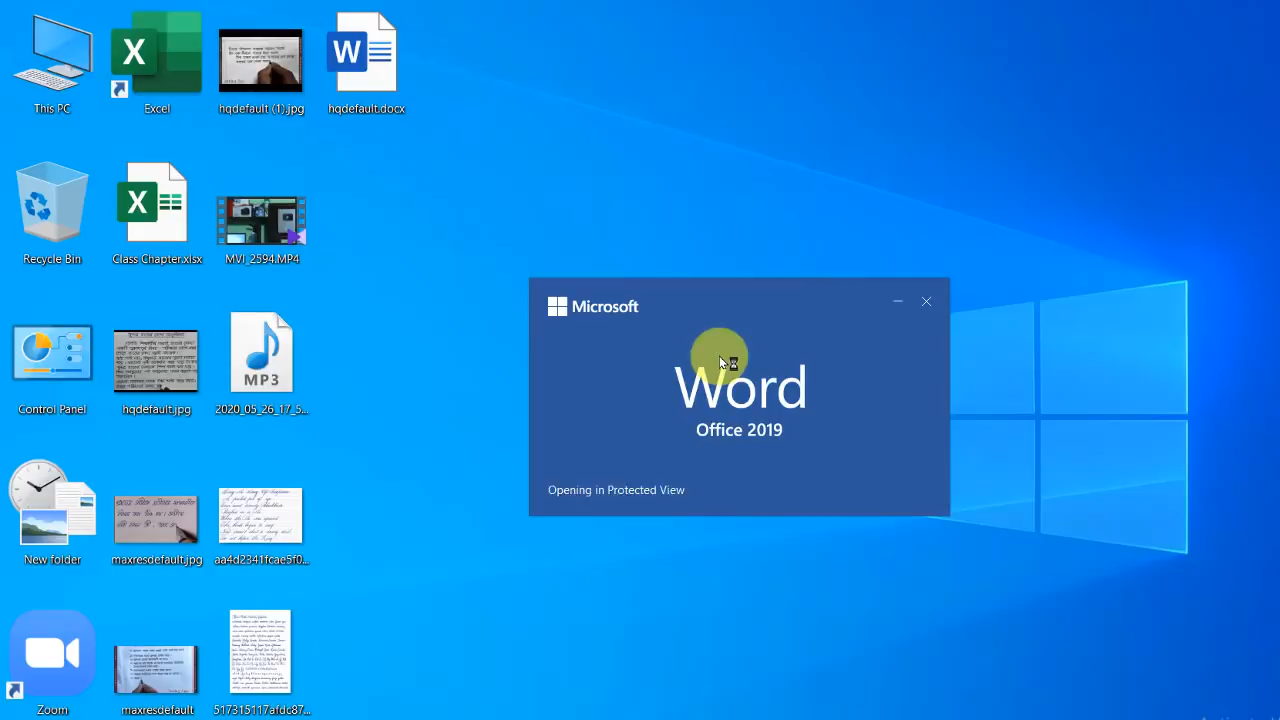 This PC
Excel
hqdefault (1).jpg
hqdefault.docx
Recycle Bin
Class Chapter.xlsx
MVI_2594.MP4
Microsoft
Word
Office 2019
Opening in Protected View
MP3
Control Panel
hqdefault.jpg
2020_05_26_17_5...
New folder
maxresdefault.jpg
aa4d2341fcae5f0...
Zoom
maxresdefault
517315117afdc87...